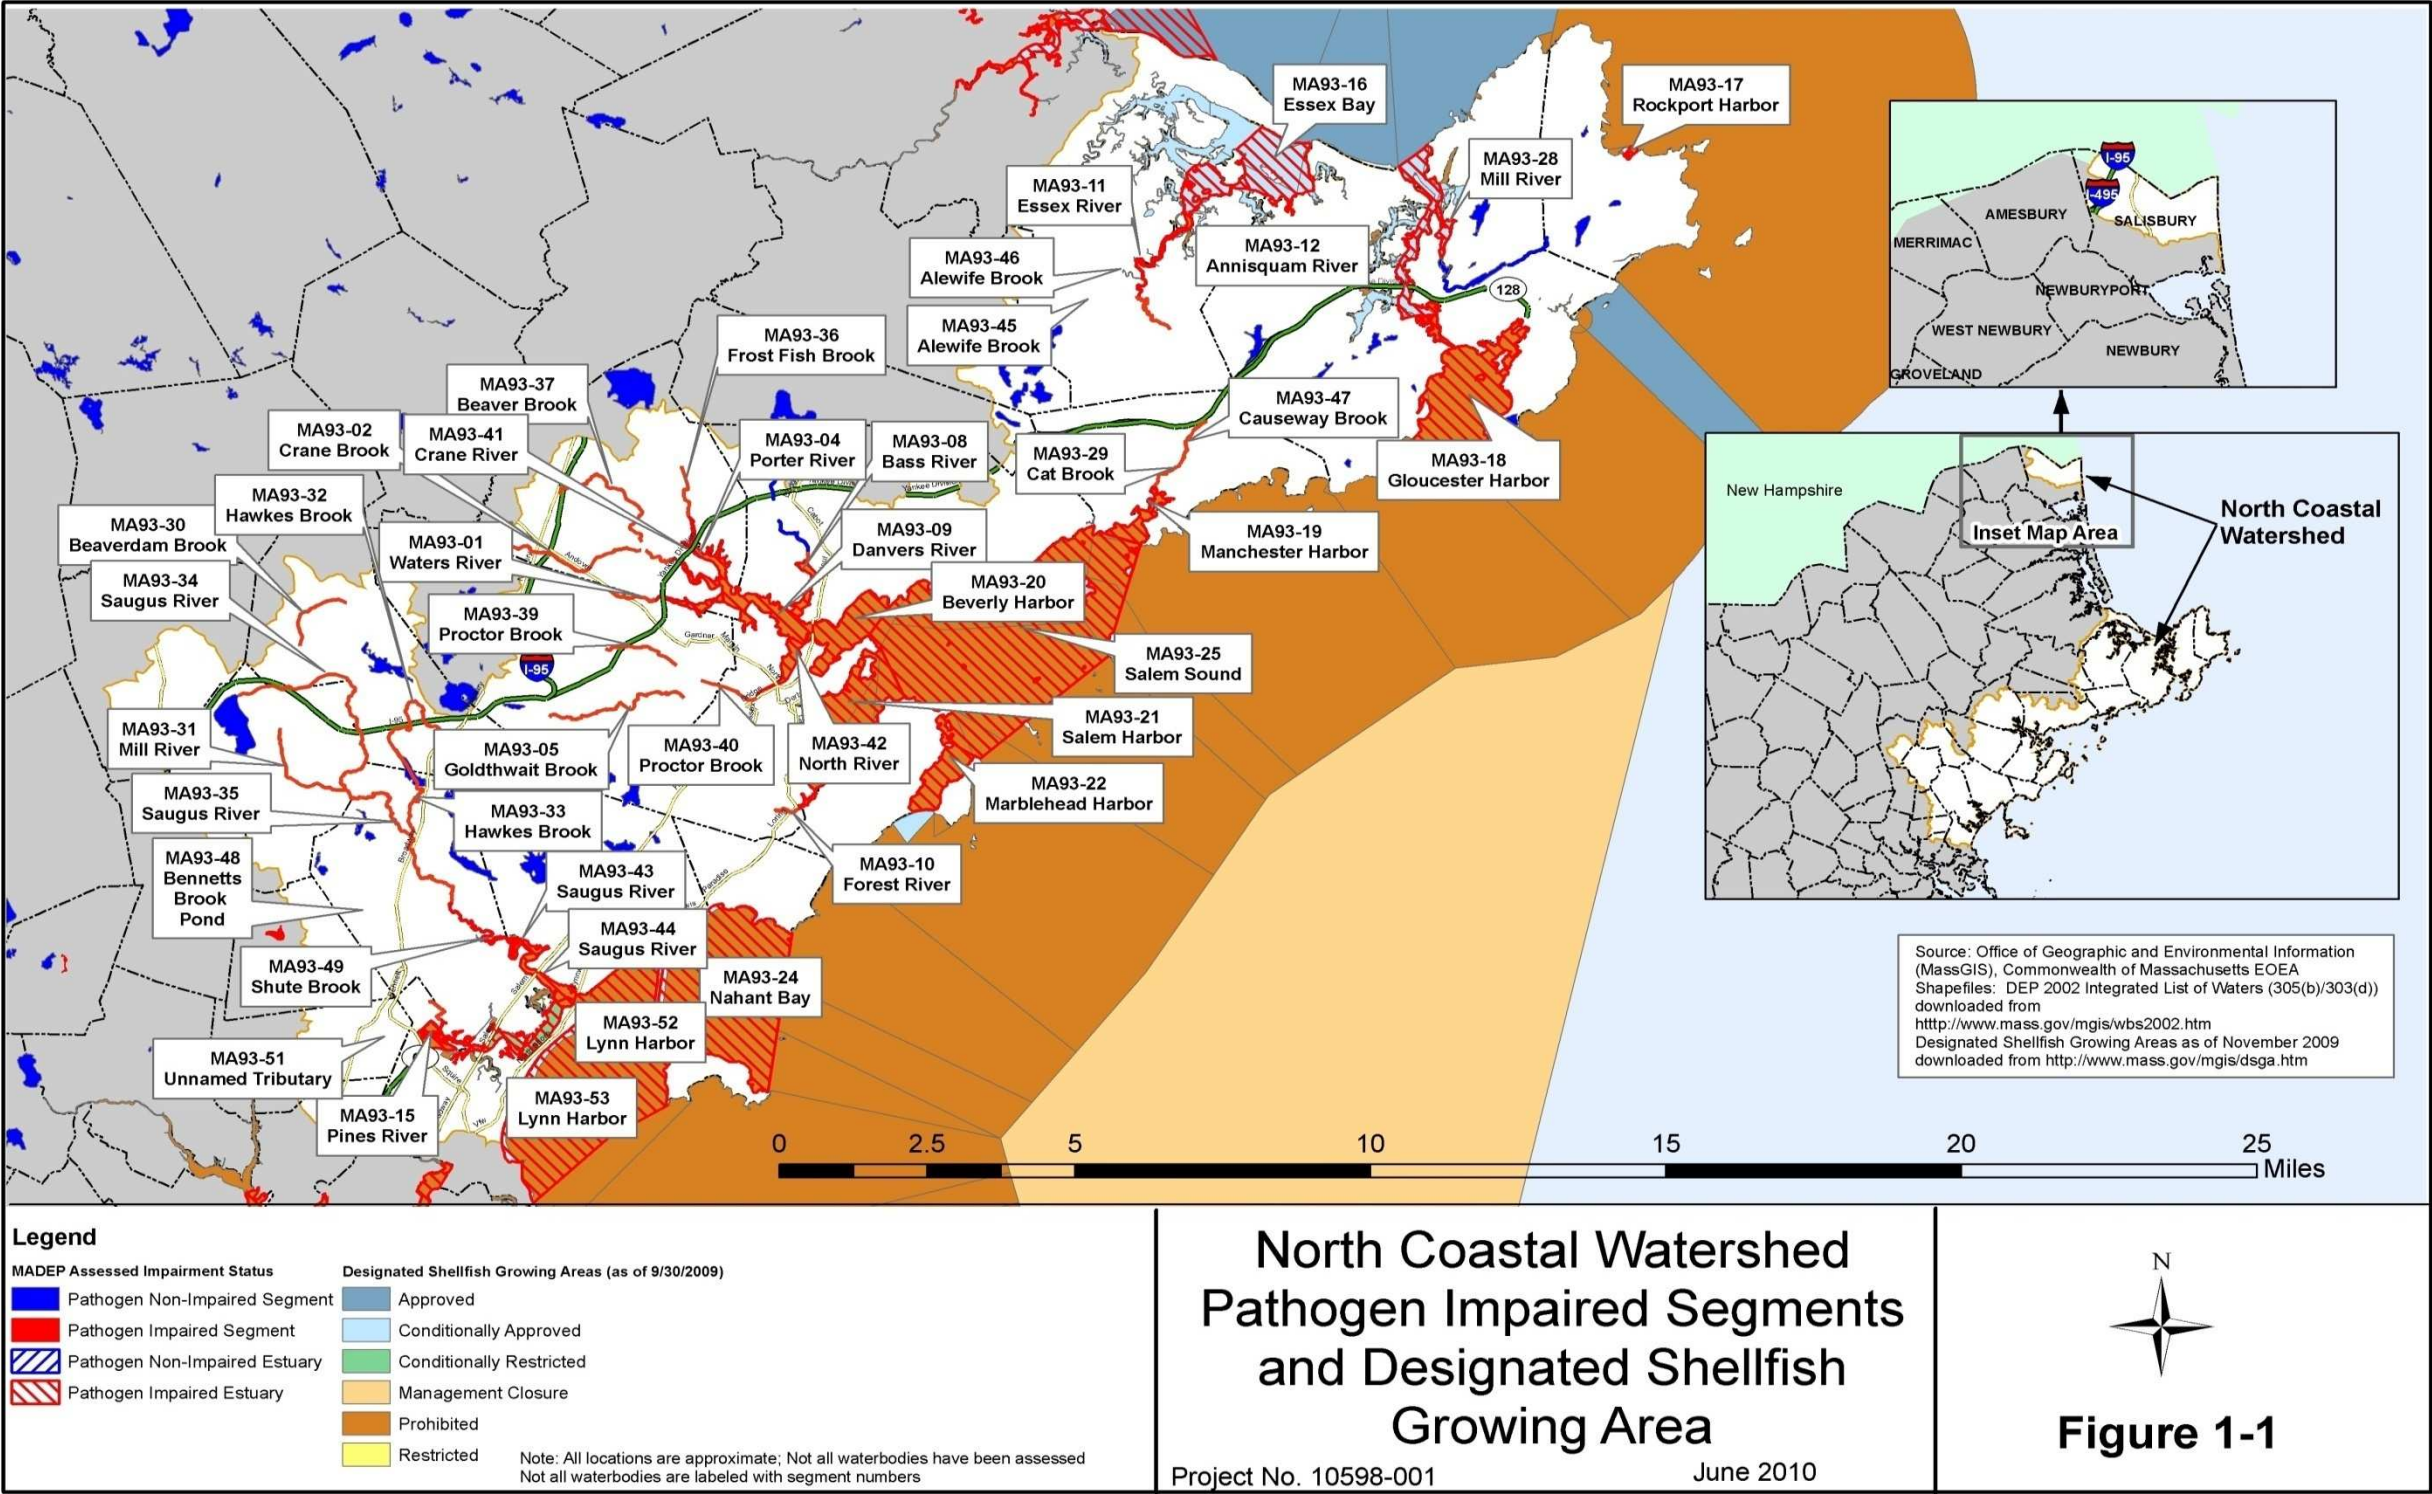 MA93-16
Essex Bay
MA93-17
Rockport Harbor
MA93-28
Mill River
MA93-11
Essex River
MA93-12
Annisquam River
MA93-46
Alewife Brook
MA93-45
Alewife Brook
128
MA93-36
Frost Fish Brook
MA93-37
Beaver Brook
MA93-47
Causeway Brook
MA93-02
Crane Brook
MA93-41
Crane River
MA93-04
Porter River
MA93-08
Bass River
MA93-29
Cat Brook
MA93-18
Gloucester Harbor
MA93-32
Hawkes Brook
MA93-30
Beaverdam Brook
MA93-01
Waters River
MA93-09
Danvers River
MA93-19
Manchester Harbor
MA93-34
Saugus River
MA93-39
Proctor Brook
MA93-20
Beverly Harbor
I-95
MA93-25
Salem Sound
MA93-31
Mill River
MA93-05
Goldthwait Brook
MA93-40
Proctor Brook
MA93-42
North River
MA93-21
Salem Harbor
MA93-35
Saugus River
MA93-33
Hawkes Brook
MA93-22
Marblehead Harbor
MA93-48
Bennetts
Brook
Pond
MA93-43
Saugus River
MA93-10
Forest River
MA93-49
Shute Brook
MA93-44
Saugus River
MA93-24
Nahant Bay
MA93-52
Lynn Harbor
MA93-51
Unnamed Tributary
MA93-53
Lynn Harbor
MA93-15
Pines River
Cabot
Gardner
Paradise
Squire
I-95
I-95
I-495
AMESBURY
SALISBURY
MERRIMAC
NEWBURYPORT
WEST NEWBURY
NEWBURY
GROVELAND
New Hampshire
Inset Map Area
North Coastal
Watershed
Source: Office of Geographic and Environmental Information
(MassGIS), Commonwealth of Massachusetts EOEA
Shapefiles: DEP 2002 Integrated List of Waters (305(b)/303(d))
downloaded from
htttp://www.mass.gov/mgis/wbs2002.htm
Designated Shellfish Growing Areas as of November 2009
downloaded from http://www.mass.gov/mgis/dsga.htm
0 2.5 5 10 15 20 25
Miles
Legend
MADEP Assessed Impairment Status
Pathogen Non-Impaired Segment
Pathogen Impaired Segment
Pathogen Non-Impaired Estuary
Pathogen Impaired Estuary
Designated Shellfish Growing Areas (as of 9/30/2009)
Approved
Conditionally Approved
Conditionally Restricted
Management Closure
Prohibited
Restricted
Note: All locations are approximate; Not all waterbodies have been assessed
Not all waterbodies are labeled with segment numbers
North Coastal Watershed
Pathogen Impaired Segments
and Designated Shellfish
Growing Area
Project No. 10598-001
June 2010
N
Figure 1-1